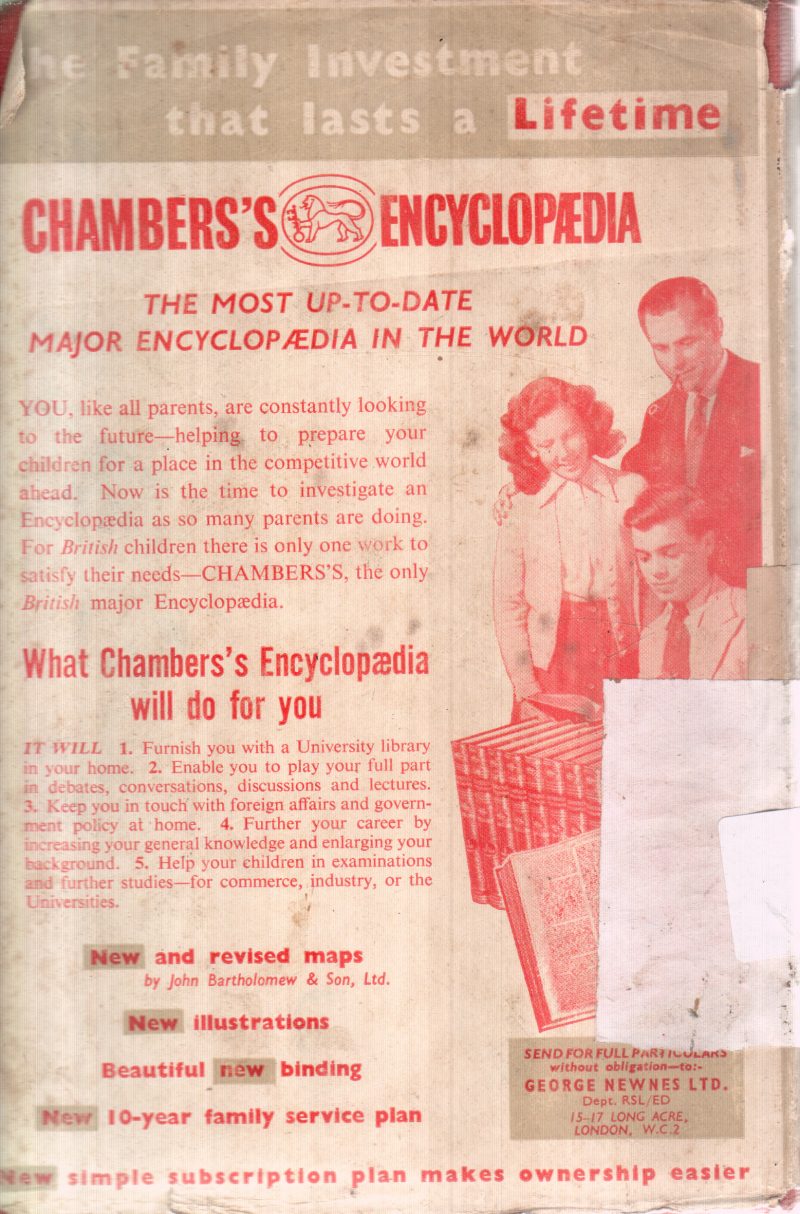 he Family Investment
that lasts a Lifetime
CHAMBERS'S ENCYCLOPÆDIA
THE MOST UP-TO-DATE
MAJOR ENCYCLOPÆDIA IN THE WORLD
YOU, like all parents, are constantly looking
to the future—helping to prepare your
children for a place in the competitive world
ahead. Now is the time to investigate an
Encyclopædia as so many parents are doing.
For British children there is only one work to
satisfy their needs—CHAMBERS'S, the only
British major Encyclopædia.
What Chambers's Encyclopædia
will do for you
IT WILL 1. Furnish you with a University library
in your home. 2. Enable you to play your full part
in debates, conversations, discussions and lectures.
3. Keep you in touch with foreign affairs and govern-
ment policy at home. 4. Further your career by
increasing your general knowledge and enlarging your
background. 5. Help your children in examinations
and further studies—for commerce, industry, or the
Universities.
New and revised maps
by John Bartholomew & Son, Ltd.
New illustrations
Beautiful new binding
New 10-year family service plan
New simple subscription plan makes ownership easier
SEND FOR FULL PARTICULARS
without obligation—to:-
GEORGE NEWNES LTD.
Dept. RSL/ED
15-17 LONG ACRE,
LONDON, W.C.2